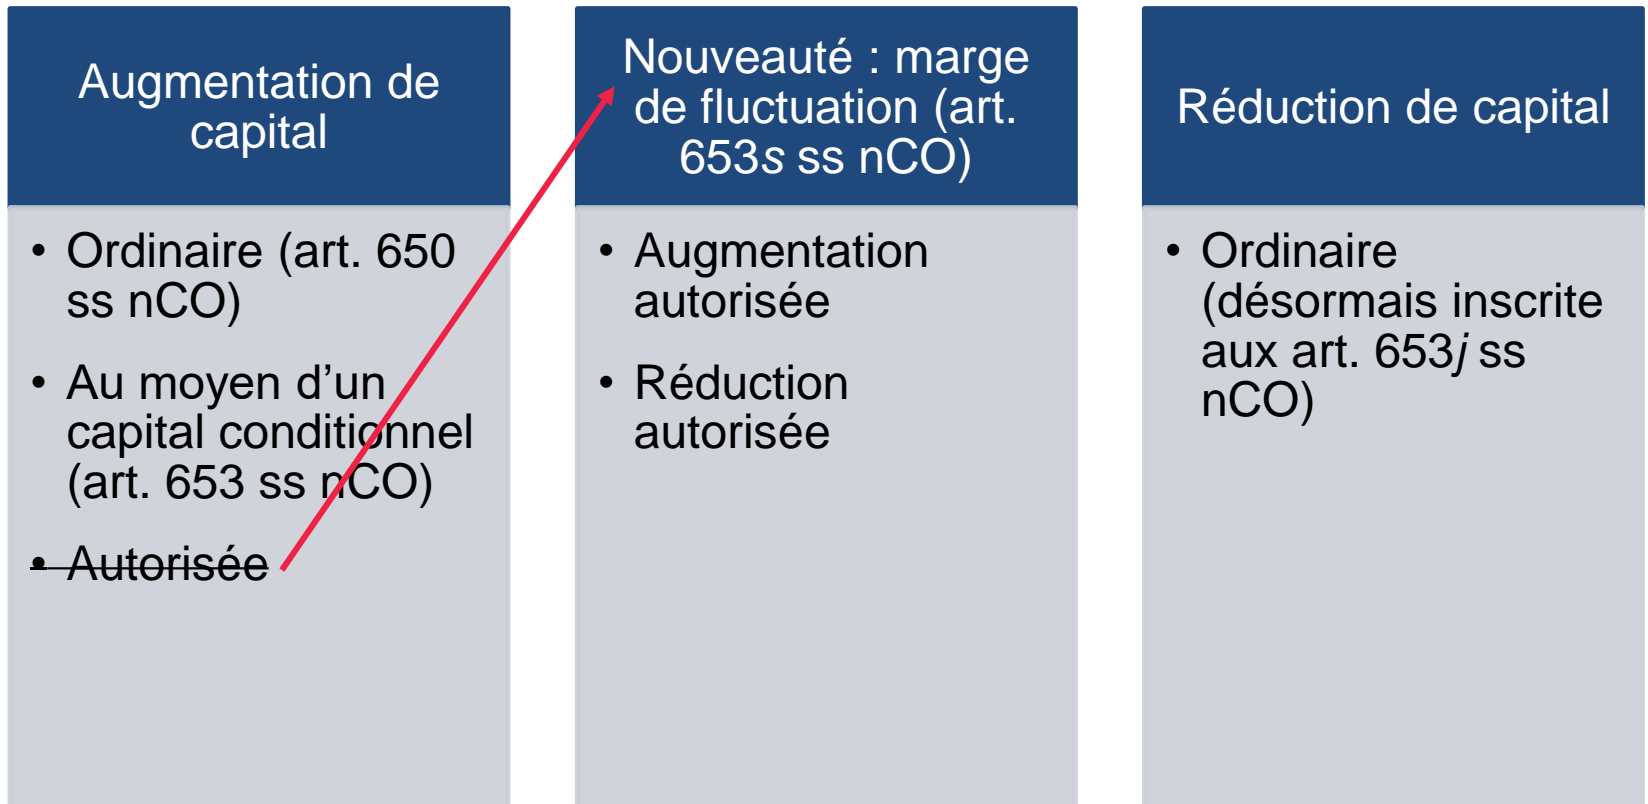 Augmentation de
capital
• Ordinaire (art. 650
ss nCO)
• Au moyen d’un
capital conditionnel
(art. 653 ss nCO)
• Autorisée
Nouveauté : marge
de fluctuation (art.
653s ss nCO)
• Augmentation
autorisée
• Réduction
autorisée
Réduction de capital
• Ordinaire
(désormais inscrite
aux art. 653j ss
nCO)